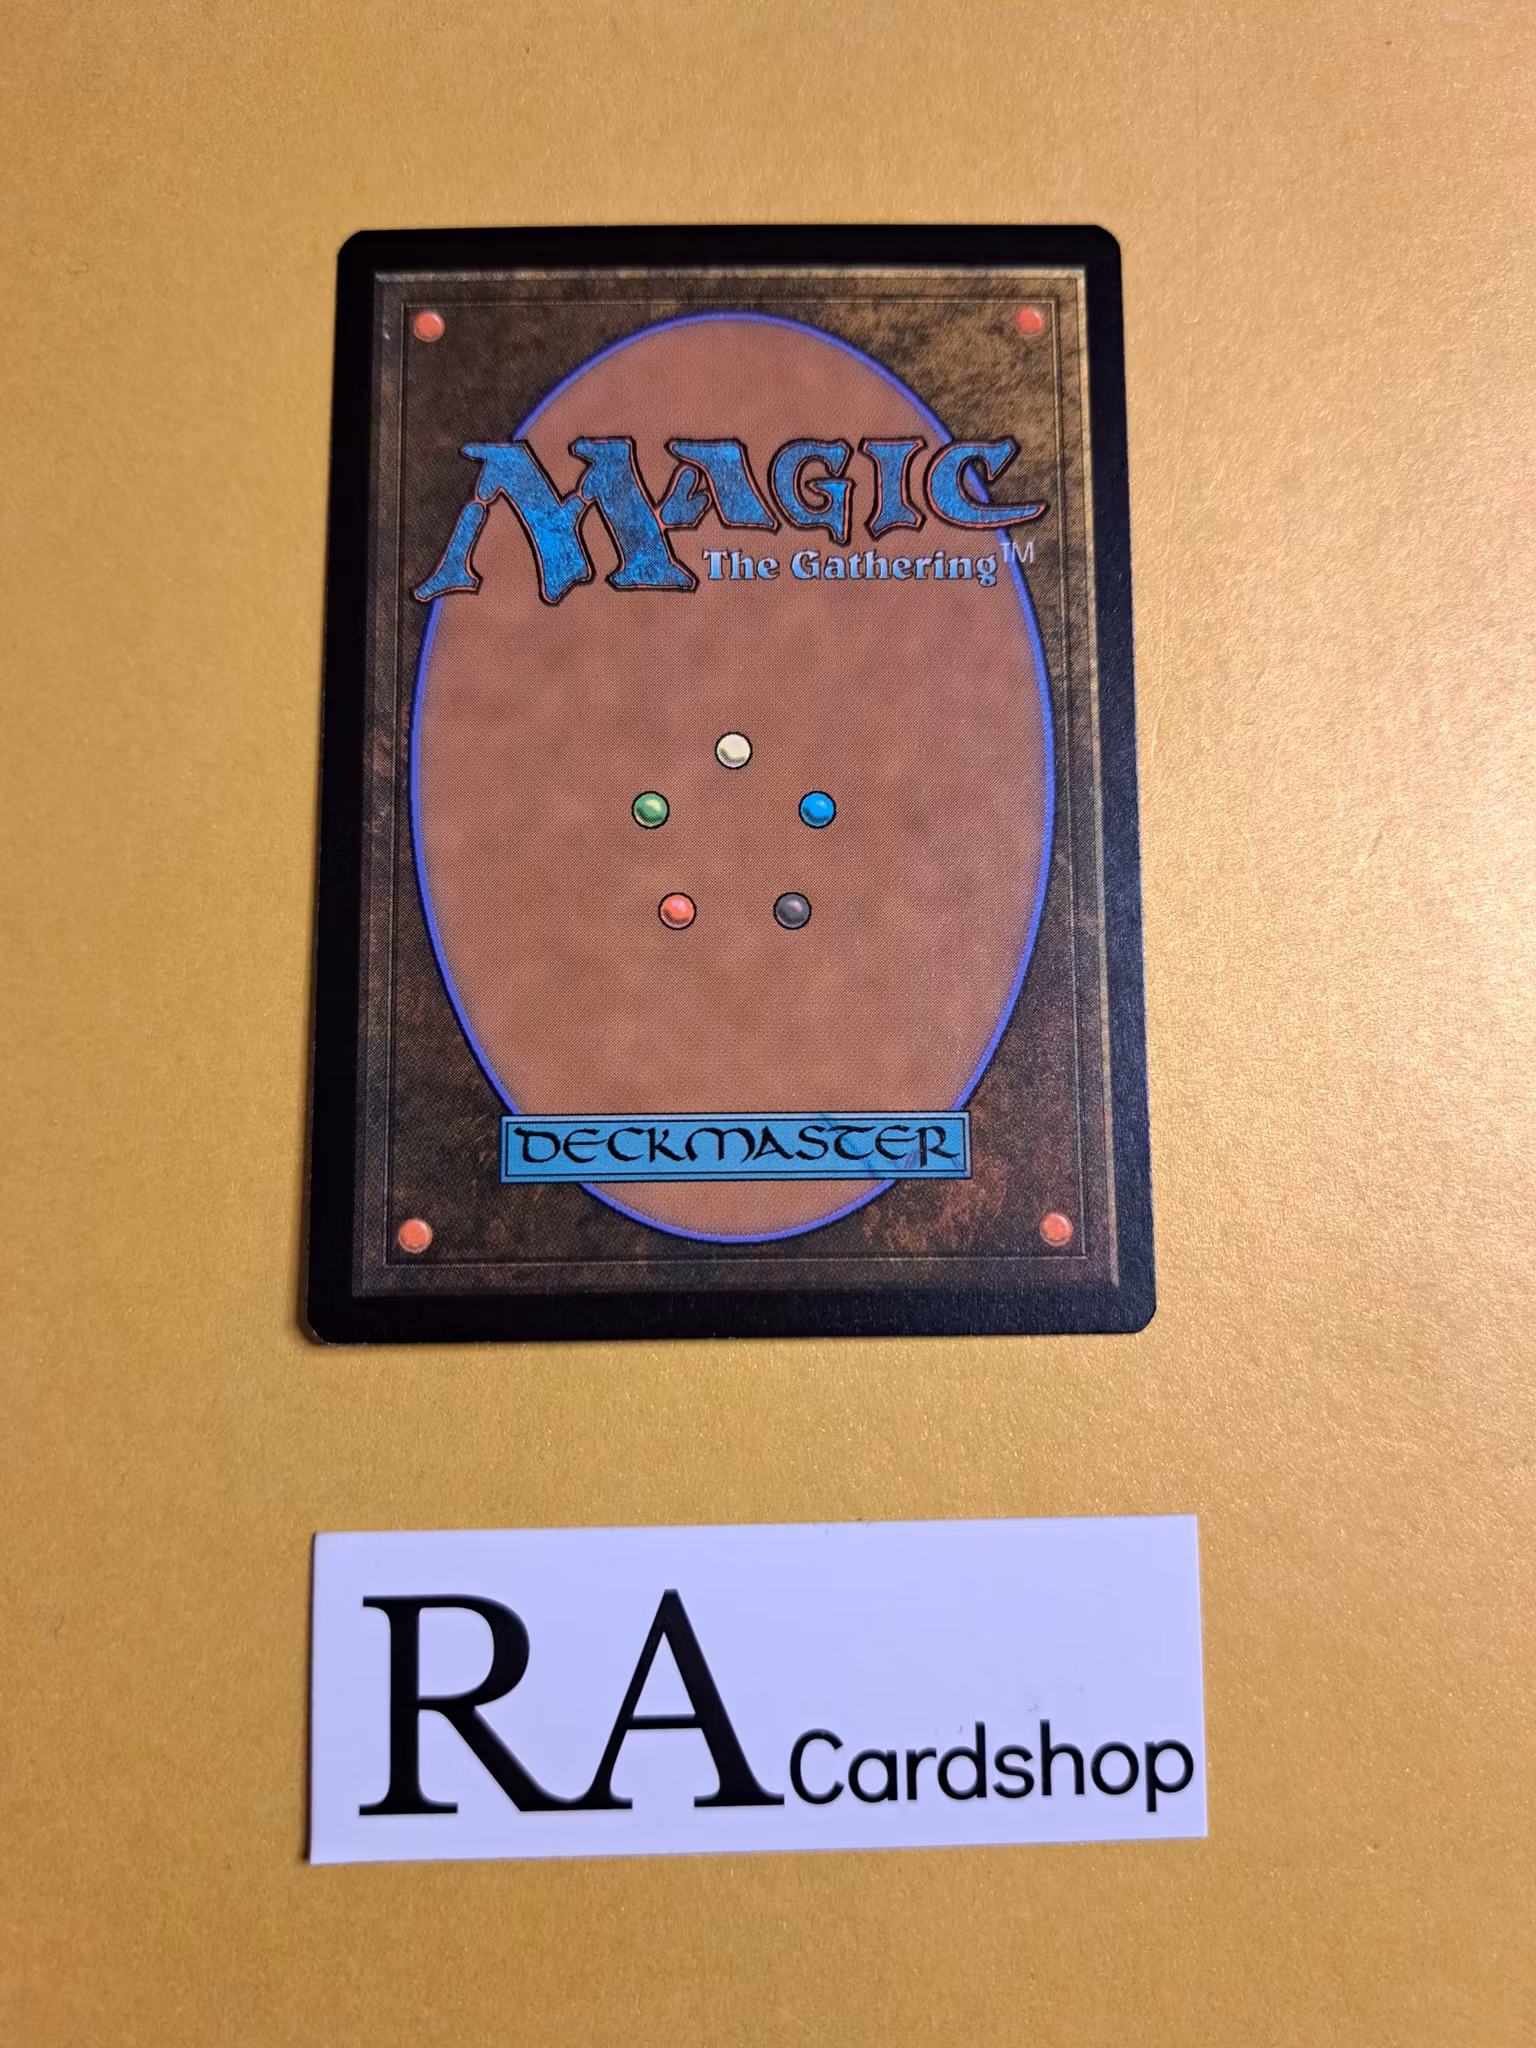 MAGIC
The Gathering™
DECKMASTER
RA Cardshop